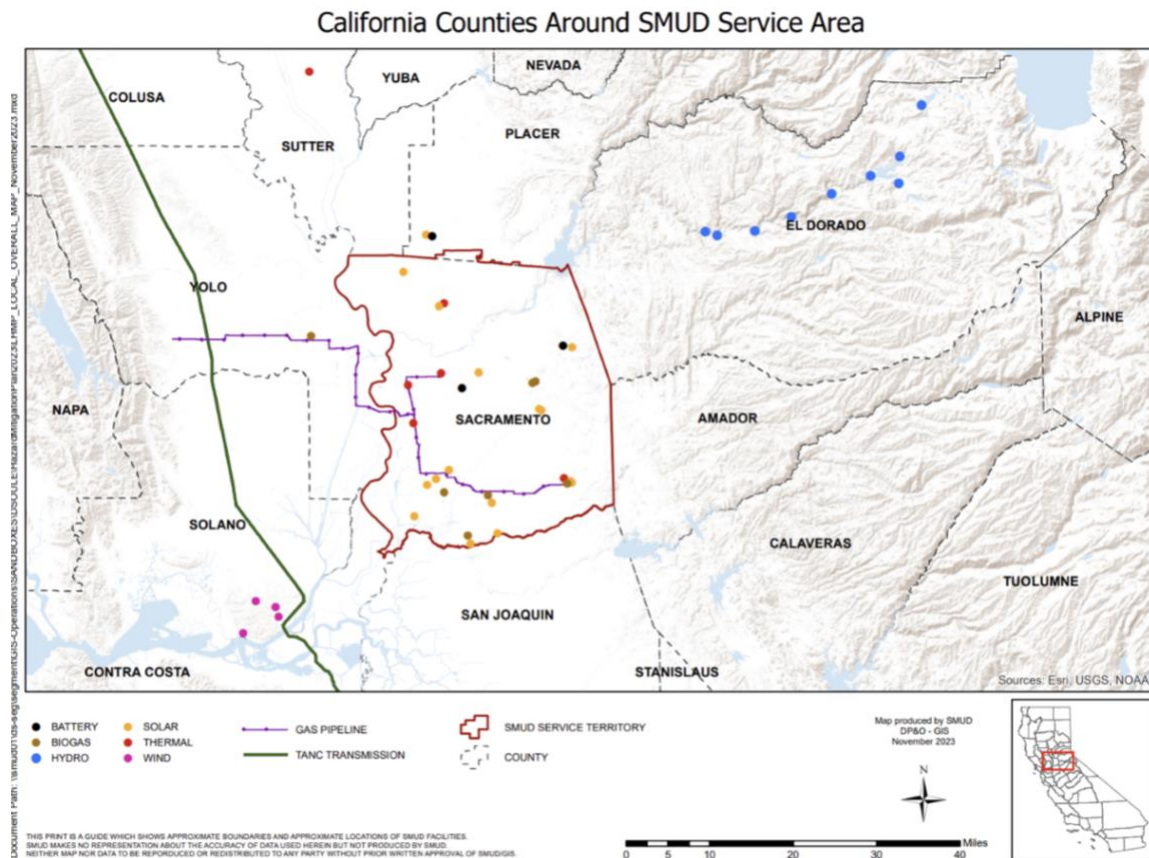 California Counties Around SMUD Service Area
NEVADA
YUBA
COLUSA
PLACER
SUTTER
EL DORADO
YOLO
ALPINE
NAPA
AMADOR
SACRAMENTO
SOLANO
CALAVERAS
TUOLUMNE
SAN JOAQUIN
CONTRA COSTA
STANISLAUS
Sources: Esri, USGS, NOAA
BATTERY
BIOGAS
HYDRO
SOLAR
THERMAL
WIND
GAS PIPELINE
TANC TRANSMISSION
SMUD SERVICE TERRITORY
COUNTY
Map produced by SMUD
DP&O - GIS
November 2023
N
Miles
0 5 10 20 30 40
THIS PRINT IS A GUIDE WHICH SHOWS APPROXIMATE BOUNDARIES AND APPROXIMATE LOCATIONS OF SMUD FACILITIES.
SMUD MAKES NO REPRESENTATION ABOUT THE ACCURACY OF DATA USED HEREIN BUT NOT PRODUCED BY SMUD.
NEITHER MAP NOR DATA TO BE REPORDUCED OR REDISTRIBUTED TO ANY PARTY WITHOUT PRIOR WRITTEN APPROVAL OF SMUD/GIS.